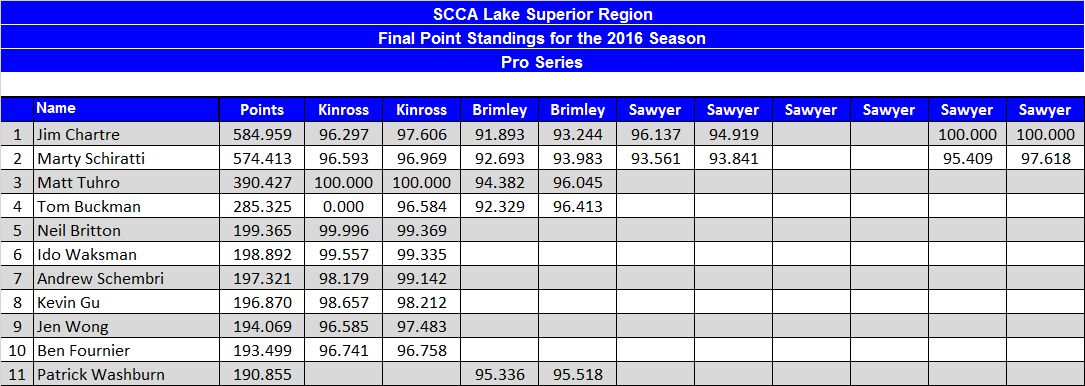 SCCA Lake Superior Region
Final Point Standings for the 2016 Season
Pro Series
Name Points Kinross Kinross Brimley Brimley Sawyer Sawyer Sawyer Sawyer Sawyer Sawyer
1 Jim Chartre 584.959 96.297 97.606 91.893 93.244 96.137 94.919 100.000 100.000
2 Marty Schiratti 574.413 96.593 96.969 92.693 93.983 93.561 93.841 95.409 97.618
3 Matt Tuhro 390.427 100.000 100.000 94.382 96.045
4 Tom Buckman 285.325 0.000 96.584 92.329 96.413
5 Neil Britton 199.365 99.996 99.369
6 Ido Waksman 198.892 99.557 99.335
7 Andrew Schembri 197.321 98.179 99.142
8 Kevin Gu 196.870 98.657 98.212
9 Jen Wong 194.069 96.585 97.483
10 Ben Fournier 193.499 96.741 96.758
11 Patrick Washburn 190.855 95.336 95.518